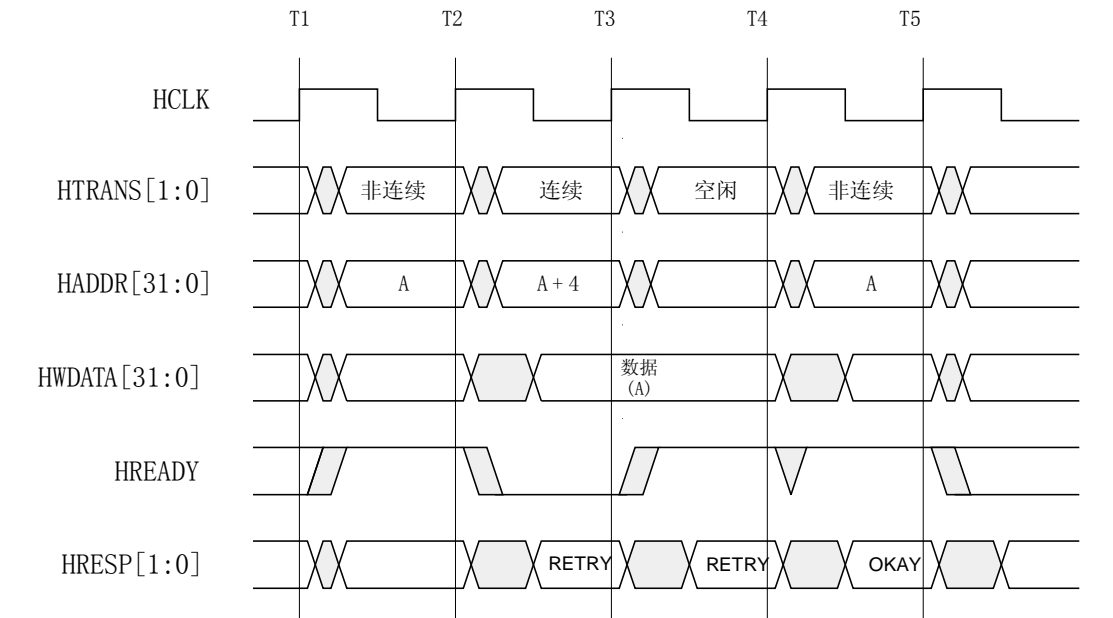 T1 T2 T3 T4 T5
HCLK
HTRANS[1:0] 非连续 连续 空闲 非连续
HADDR[31:0] A A+4 A
HWDATA[31:0] 数据
(A)
HREADY
HRESP[1:0] RETRY RETRY OKAY